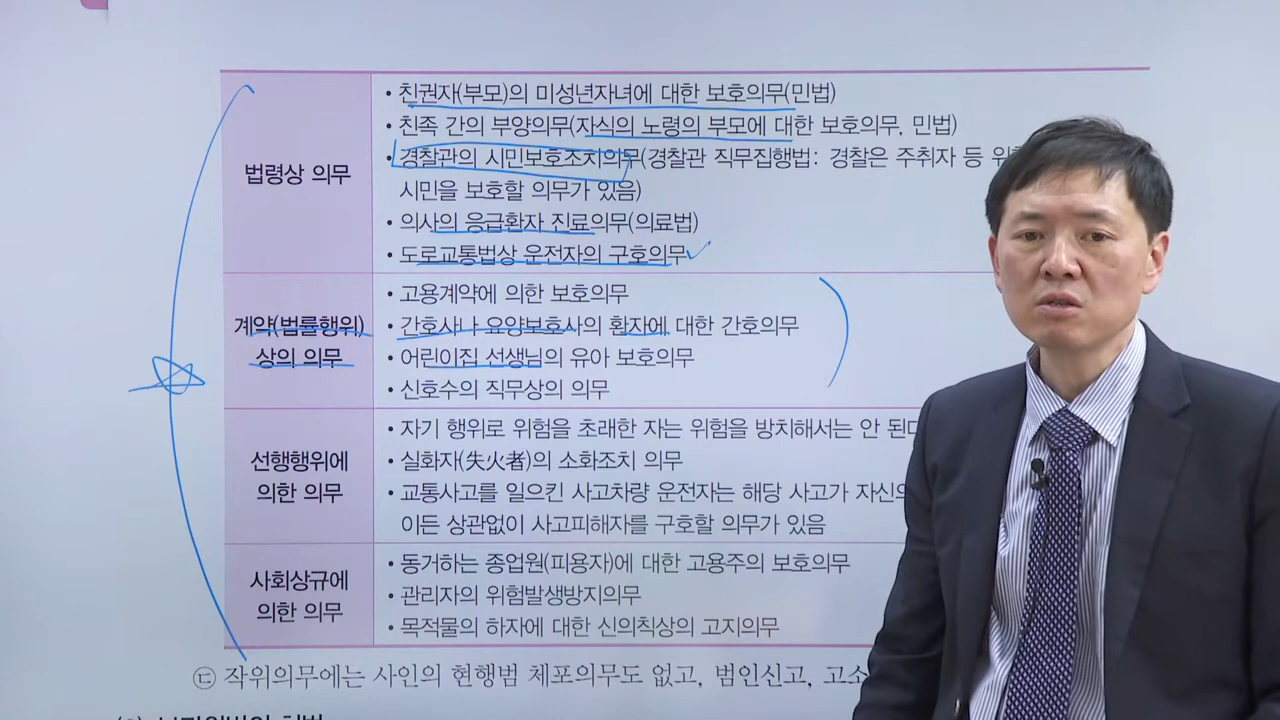 법령상 의무
• 친권자(부모)의 미성년자녀에 대한 보호의무(민법)
• 친족 간의 부양의무(자식의 노령의 부모에 대한 보호의무, 민법)
• 경찰관의 시민보호조치의무(경찰관 직무집행법: 경찰은 주취자 등
시민을 보호할 의무가 있음)
• 의사의 응급환자 진료의무(의료법)
• 도로교통법상 운전자의 구호의무
계약(법률행위)
상의 의무
• 고용계약에 의한 보호의무
• 간호사나 요양보호사의 환자에 대한 간호의무
• 어린이집 선생님의 유아 보호의무
• 신호수의 직무상의 의무
선행행위에
의한 의무
• 자기 행위로 위험을 초래한 자는 위험을 방치해서는 안
• 실화자(失火者)의 소화조치 의무
• 교통사고를 일으킨 사고차량 운전자는 해당 사고가
이든 상관없이 사고피해자를 구호할 의무가 있음
사회상규에
의한 의무
• 동거하는 종업원(피용자)에 대한 고용주의 보호의무
• 관리자의 위험발생방지의무
• 목적물의 하자에 대한 신의칙상의 고지의무
㉢ 작위의무에는 사인의 현행범 체포의무도 없고, 범인신고,